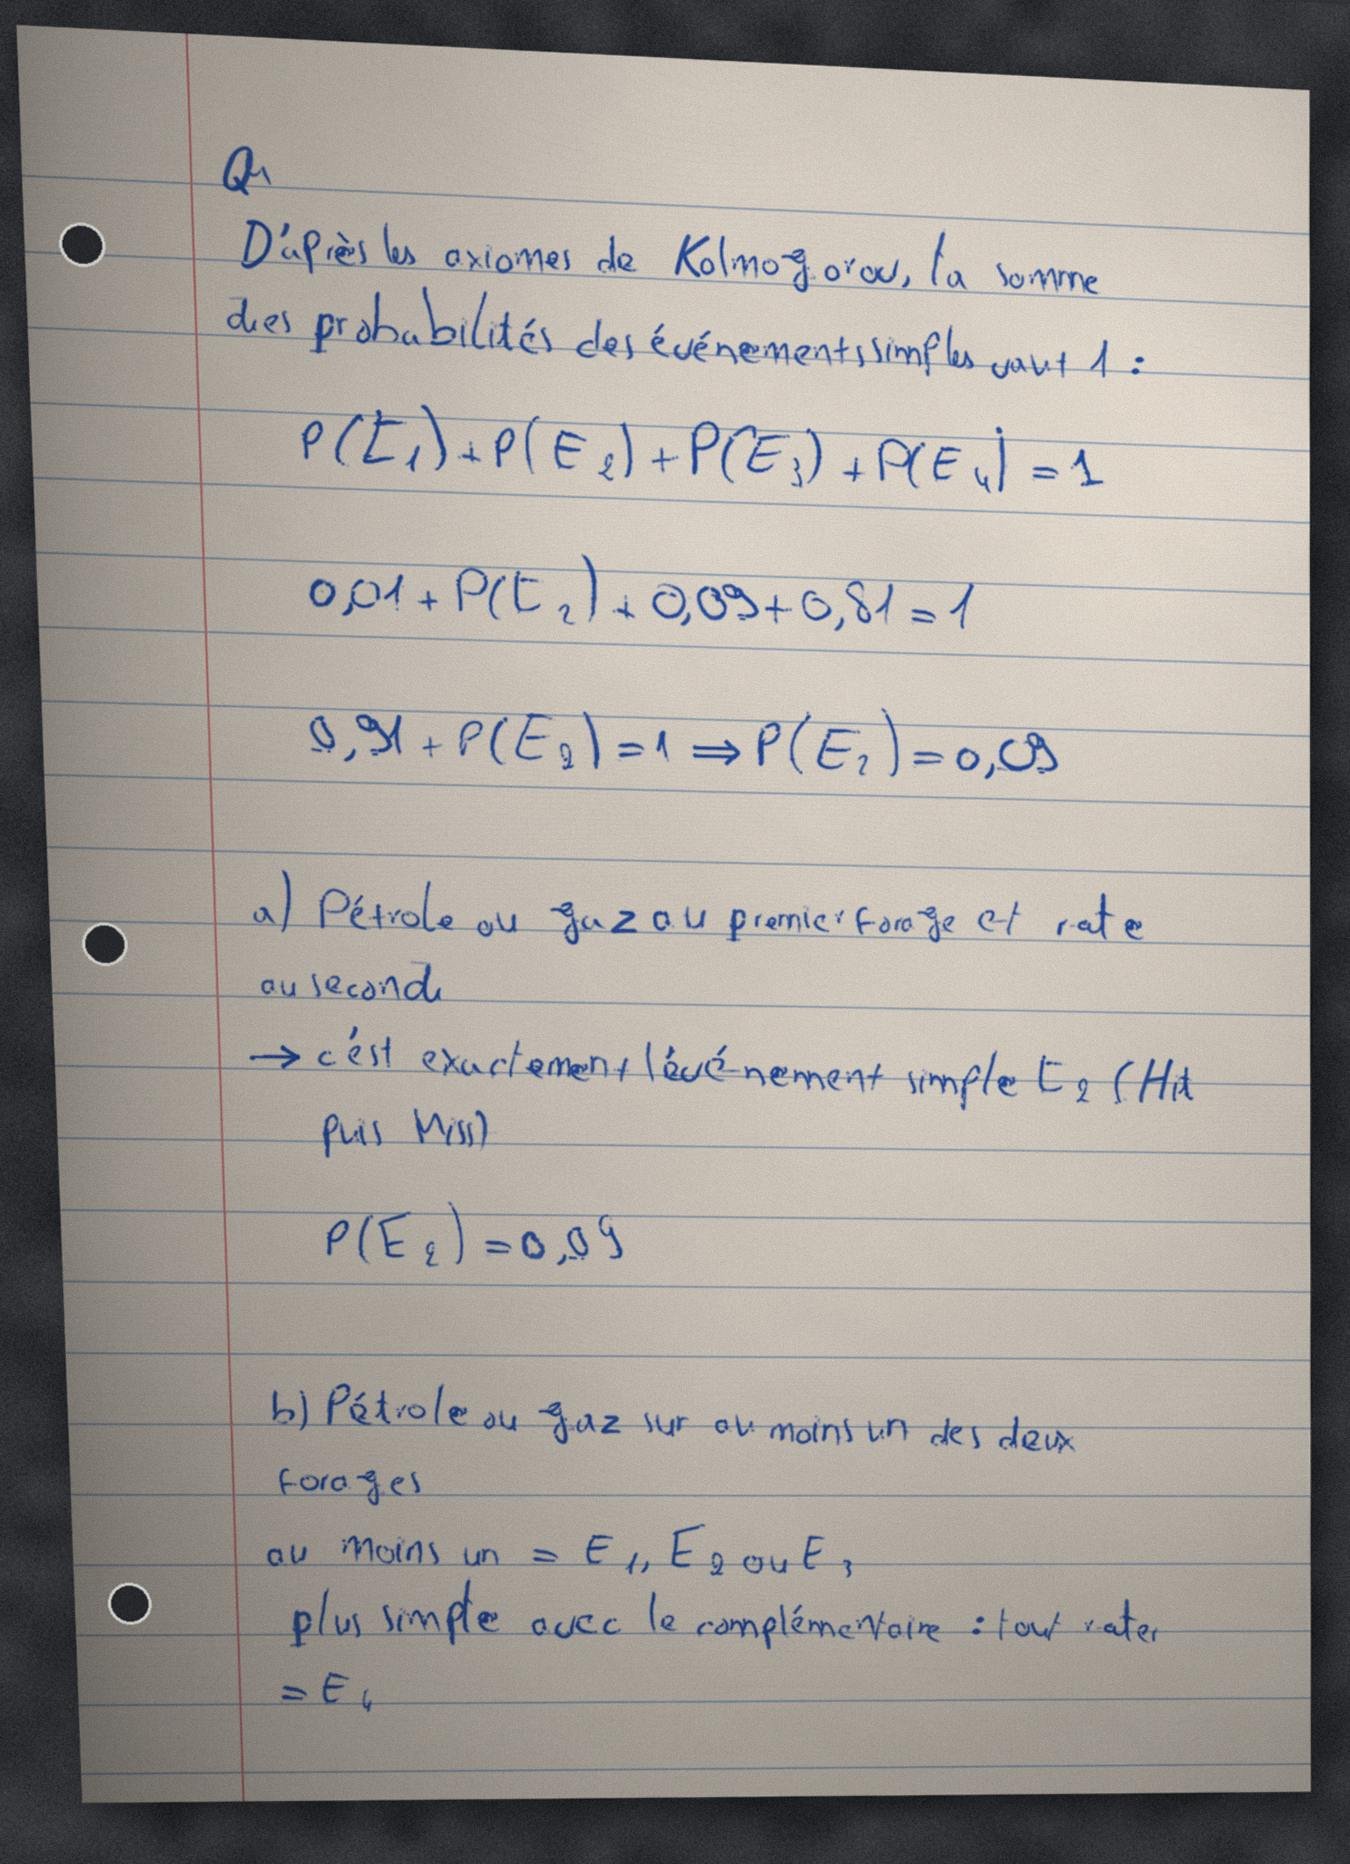 Q1
D'après les axiomes de Kolmogorov, la somme
des probabilités des événements simples vaut 1 :
P(E₁) + P(E₂) + P(E₃) + P(E₄) = 1
0,01 + P(E₂) + 0,09 + 0,81 = 1
0,91 + P(E₂) = 1 ⇒ P(E₂) = 0,09
a) Pétrole ou gaz au premier forage et rate
au second
→ c'est exactement l'événement simple E₂ (Hit
puis Miss)
P(E₂) = 0,09
b) Pétrole ou gaz sur au moins un des deux
forages
au moins un = E₁, E₂ ou E₃
plus simple avec le complémentaire : tout rater
= E₄